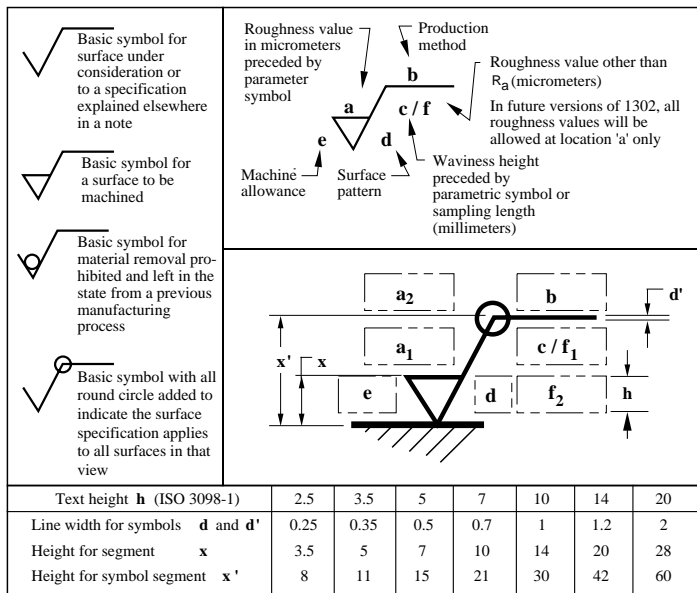 Basic symbol for
surface under
consideration or
to a specification
explained elsewhere
in a note
Basic symbol for
a surface to be
machined
Basic symbol for
material removal pro-
hibited and left in the
state from a previous
manufacturing
process
Basic symbol with all
round circle added to
indicate the surface
specification applies
to all surfaces in that
view
Roughness value
in micrometers
preceded by
parameter
symbol
Production
method
Roughness value other than
Ra (micrometers)
In future versions of 1302, all
roughness values will be
allowed at location 'a' only
b
a
c / f
e
d
Machine
allowance
Surface
pattern
Waviness height
preceded by
parametric symbol or
sampling length
(millimeters)
a2
b
d'
a1
c / f1
x'
x
e
d
f2
h
Text height h (ISO 3098-1) 2.5 3.5 5 7 10 14 20
Line width for symbols d and d' 0.25 0.35 0.5 0.7 1 1.2 2
Height for segment x 3.5 5 7 10 14 20 28
Height for symbol segment x' 8 11 15 21 30 42 60